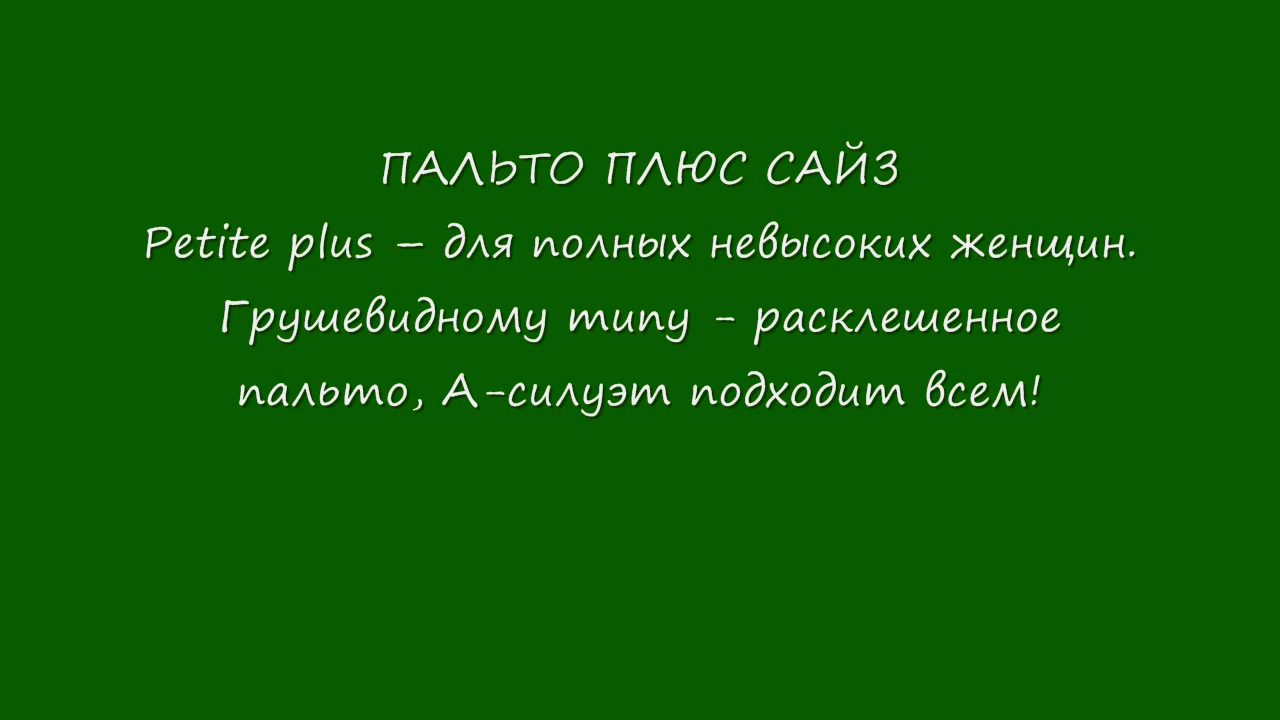 ПАЛЬТО ПЛЮС САЙЗ
Petite plus – для полных невысоких женщин.
Грушевидному типу - расклешенное
пальто, А-силуэт подходит всем!